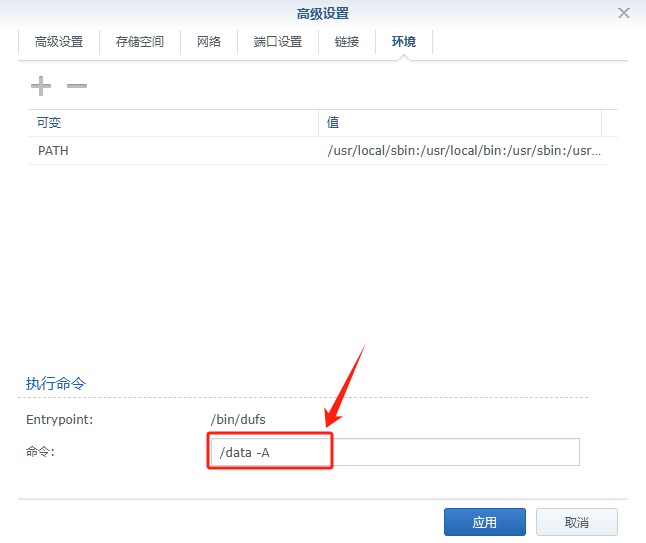 高级设置
高级设置 存储空间 网络 端口设置 链接 环境
可变 值
PATH /usr/local/sbin:/usr/local/bin:/usr/sbin:/usr...
执行命令
Entrypoint: /bin/dufs
命令: /data -A
应用 取消